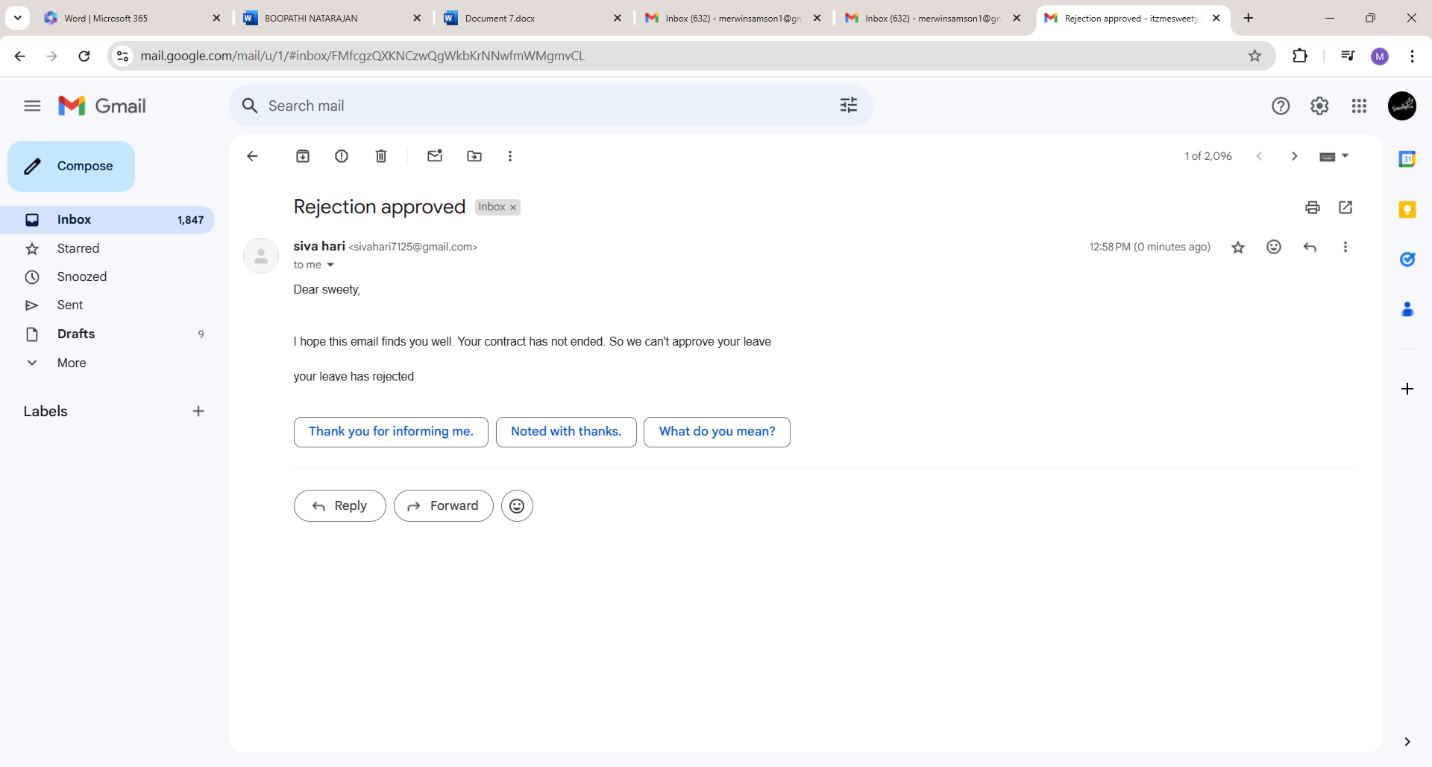 Word | Microsoft 365
BOOPATHI NATARAJAN
Document 7.docx
Inbox (632) - merwinsamson1@gn
Inbox (632) - merwinsamson1@gn
Rejection approved - itzmesweety
mail.google.com/mail/u/1/#inbox/FMfcgzQXKNCzwQgWkbKrNNwfmWMgmvCL
M
Gmail
Search mail
Compose
1 of 2,096
31
Inbox 1,847
Starred
Snoozed
Sent
Drafts 9
More
Labels
Rejection approved Inbox ×
siva hari <sivahari7125@gmail.com> 12:58 PM (0 minutes ago)
to me
Dear sweety,
I hope this email finds you well. Your contract has not ended. So we can't approve your leave
your leave has rejected
Thank you for informing me. Noted with thanks. What do you mean?
Reply Forward